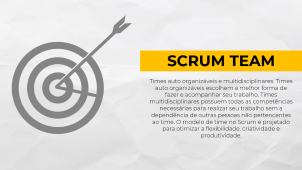 SCRUM TEAM
Times auto organizáveis e multidisciplinares. Times
auto organizáveis escolhem a melhor forma de
fazer e acompanhar seu trabalho. Times
multidisciplinares possuem todas as competências
necessárias para realizar seu trabalho sem a
dependência de outras pessoas não pertencentes
ao time. O modelo de time no Scrum é projetado
para otimizar a flexibilidade, criatividade e
produtividade.